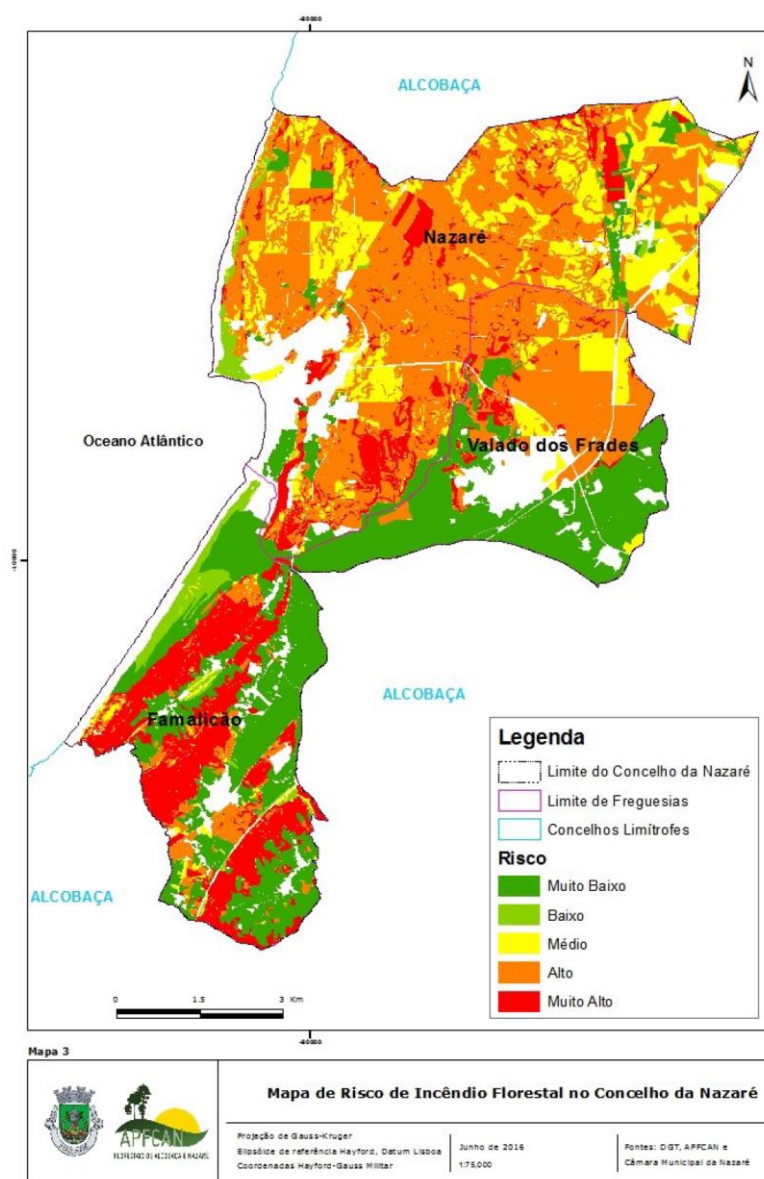 -80000
ALCOBAÇA
N
Nazaré
Oceano Atlântico
Valado dos Frades
-10000
ALCOBAÇA
Famalicão
ALCOBAÇA
Legenda
Limite do Concelho da Nazaré
Limite de Freguesias
Concelhos Limítrofes
Risco
Muito Baixo
Baixo
Médio
Alto
Muito Alto
0 1.5 3 Km
-80000
Mapa 3
APFCAN
Mapa de Risco de Incêndio Florestal no Concelho da Nazaré
Projeção de Gauss-Kruger
Elipsóide de referência Hayford, Datum Lisboa
Coordenadas Hayford-Gauss Militar
Junho de 2016
1:75,000
Fontes: DGT, APFCAN e
Câmara Municipal da Nazaré